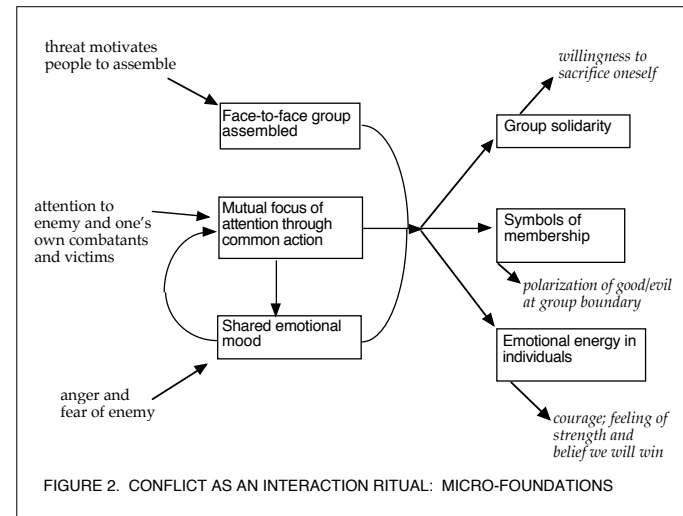 threat motivates
people to assemble
Face-to-face group
assembled
attention to
enemy and one's
own combatants
and victims
Mutual focus of
attention through
common action
Shared emotional
mood
anger and
fear of enemy
willingness to
sacrifice oneself
Group solidarity
Symbols of
membership
polarization of good/evil
at group boundary
Emotional energy in
individuals
courage; feeling of
strength and
belief we will win
FIGURE 2. CONFLICT AS AN INTERACTION RITUAL: MICRO-FOUNDATIONS